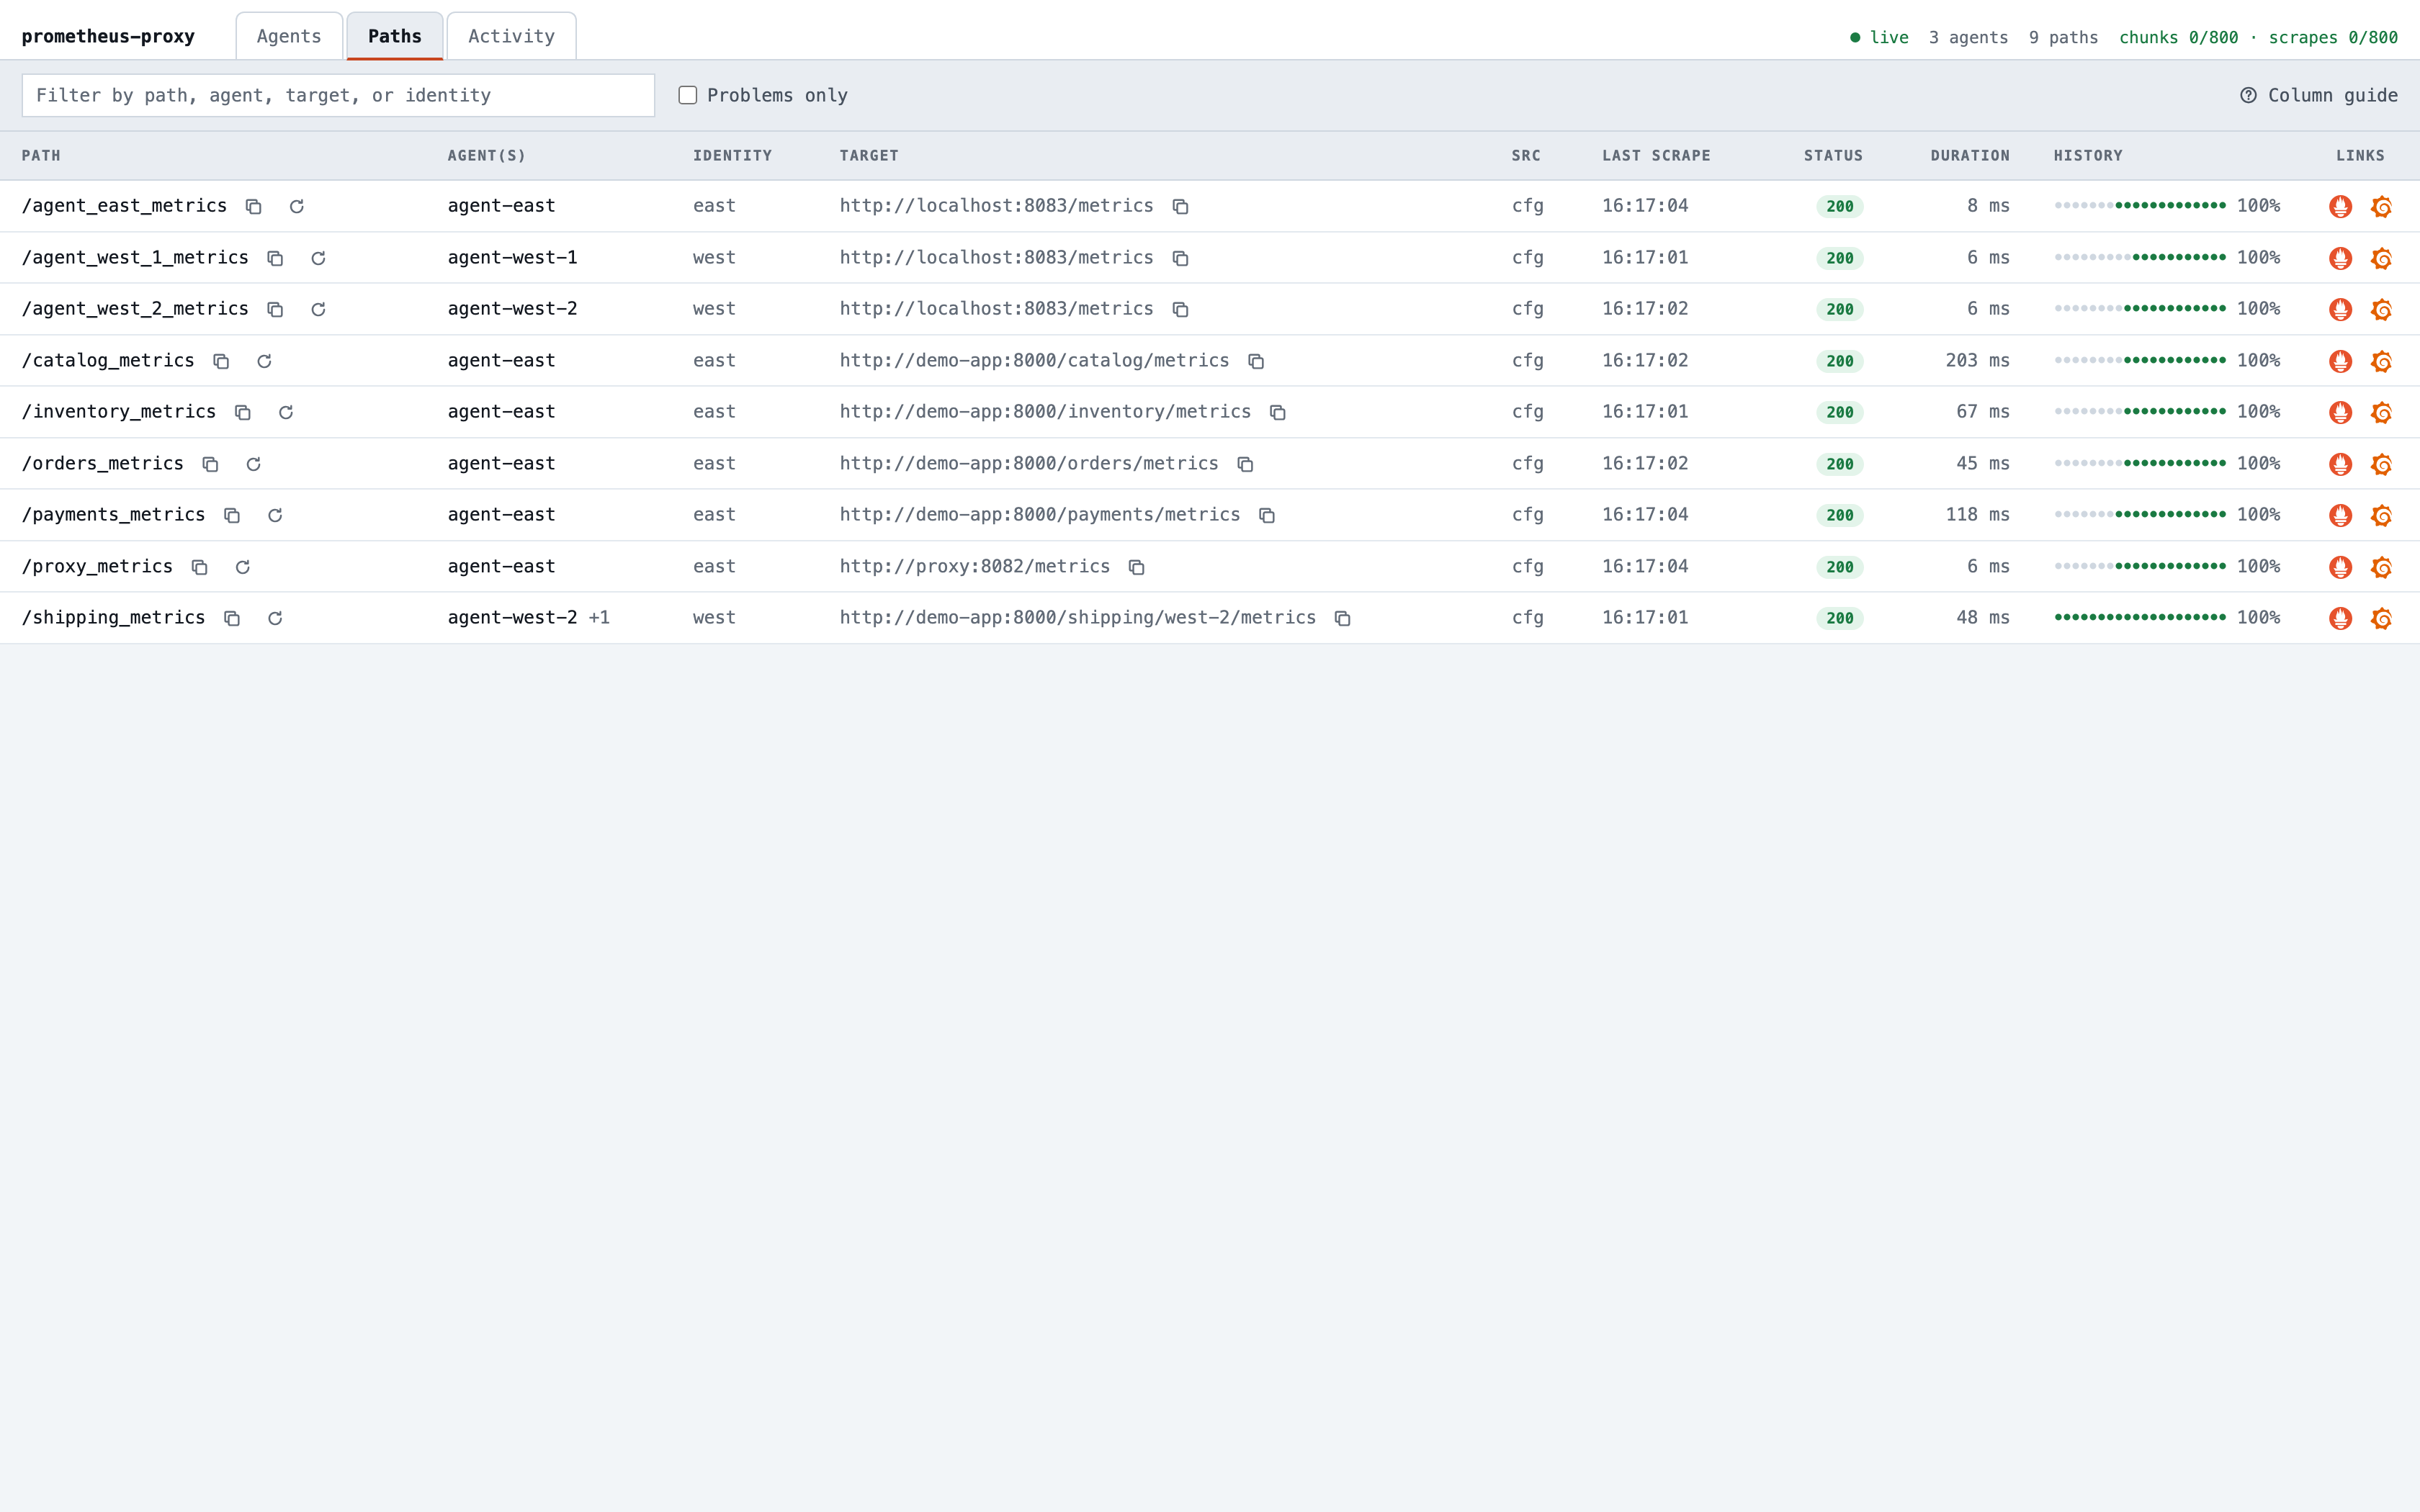 prometheus-proxy Agents Paths Activity live 3 agents 9 paths chunks 0/800 · scrapes 0/800
Filter by path, agent, target, or identity Problems only Column guide
PATH AGENT(S) IDENTITY TARGET SRC LAST SCRAPE STATUS DURATION HISTORY LINKS
/agent_east_metrics agent-east east http://localhost:8083/metrics cfg 16:17:04 200 8 ms 100%
/agent_west_1_metrics agent-west-1 west http://localhost:8083/metrics cfg 16:17:01 200 6 ms 100%
/agent_west_2_metrics agent-west-2 west http://localhost:8083/metrics cfg 16:17:02 200 6 ms 100%
/catalog_metrics agent-east east http://demo-app:8000/catalog/metrics cfg 16:17:02 200 203 ms 100%
/inventory_metrics agent-east east http://demo-app:8000/inventory/metrics cfg 16:17:01 200 67 ms 100%
/orders_metrics agent-east east http://demo-app:8000/orders/metrics cfg 16:17:02 200 45 ms 100%
/payments_metrics agent-east east http://demo-app:8000/payments/metrics cfg 16:17:04 200 118 ms 100%
/proxy_metrics agent-east east http://proxy:8082/metrics cfg 16:17:04 200 6 ms 100%
/shipping_metrics agent-west-2 +1 west http://demo-app:8000/shipping/west-2/metrics cfg 16:17:01 200 48 ms 100%